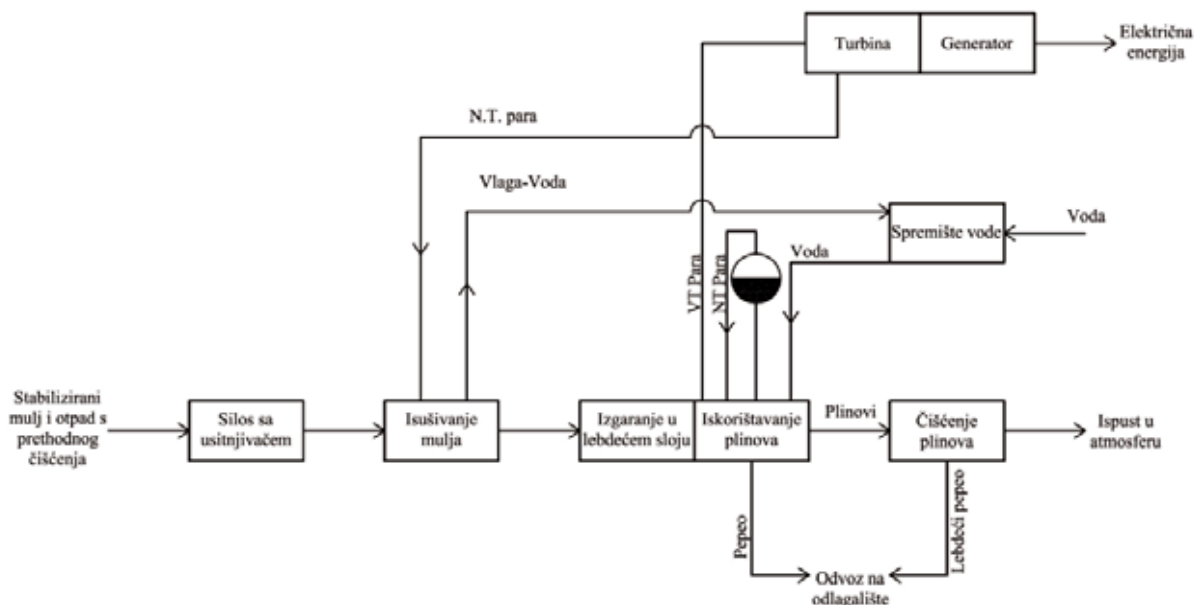 Turbina
Generator
Električna
energija
N.T. para
Vlaga-Voda
Spremište vode
Voda
Voda
VT Para
NT Para
Stabilizirani
mulj i otpad s
prethodnog
čišćenja
Silos sa
usitnjivačem
Isušivanje
mulja
Izgaranje u
lebdećem sloju
Iskorištavanje
plinova
Plinovi
Čišćenje
plinova
Ispust u
atmosferu
Pepeo
Lebdeći pepeo
Odvoz na
odlagalište